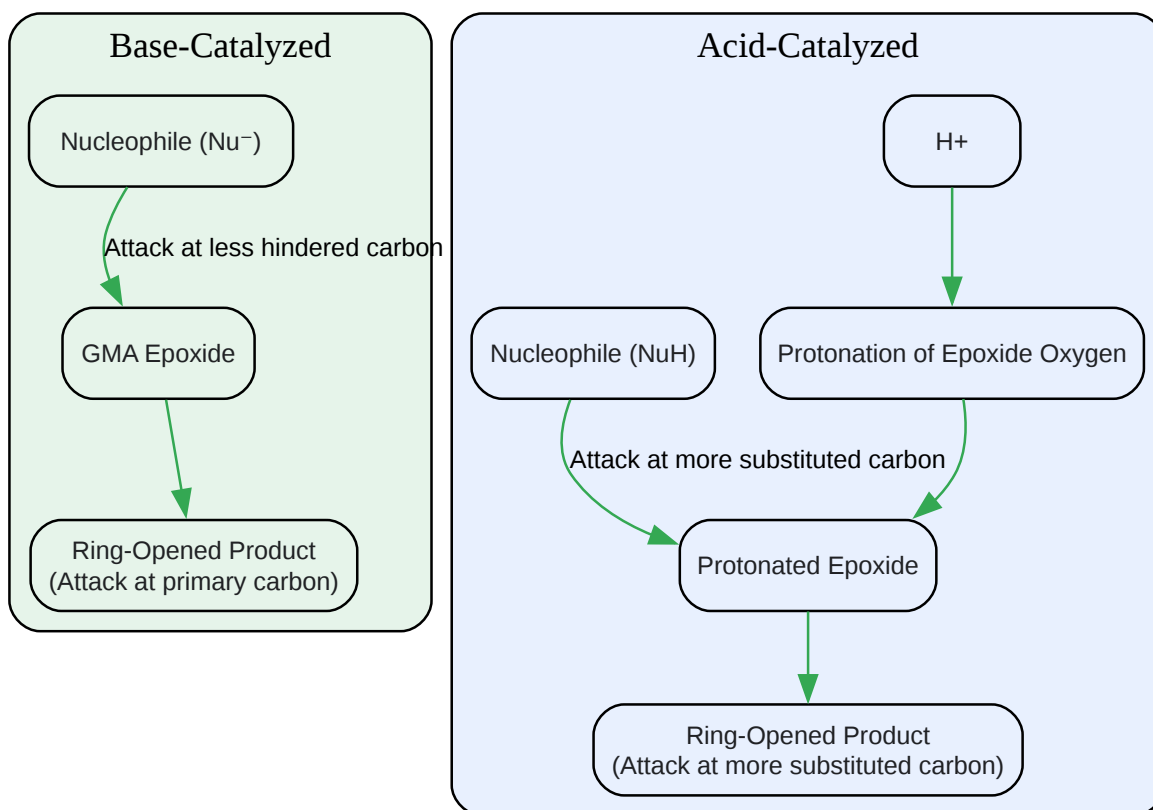 Base-Catalyzed
Nucleophile (Nu⁻)
Attack at less hindered carbon
GMA Epoxide
Ring-Opened Product
(Attack at primary carbon)
Acid-Catalyzed
H+
Nucleophile (NuH)
Protonation of Epoxide Oxygen
Attack at more substituted carbon
Protonated Epoxide
Ring-Opened Product
(Attack at more substituted carbon)